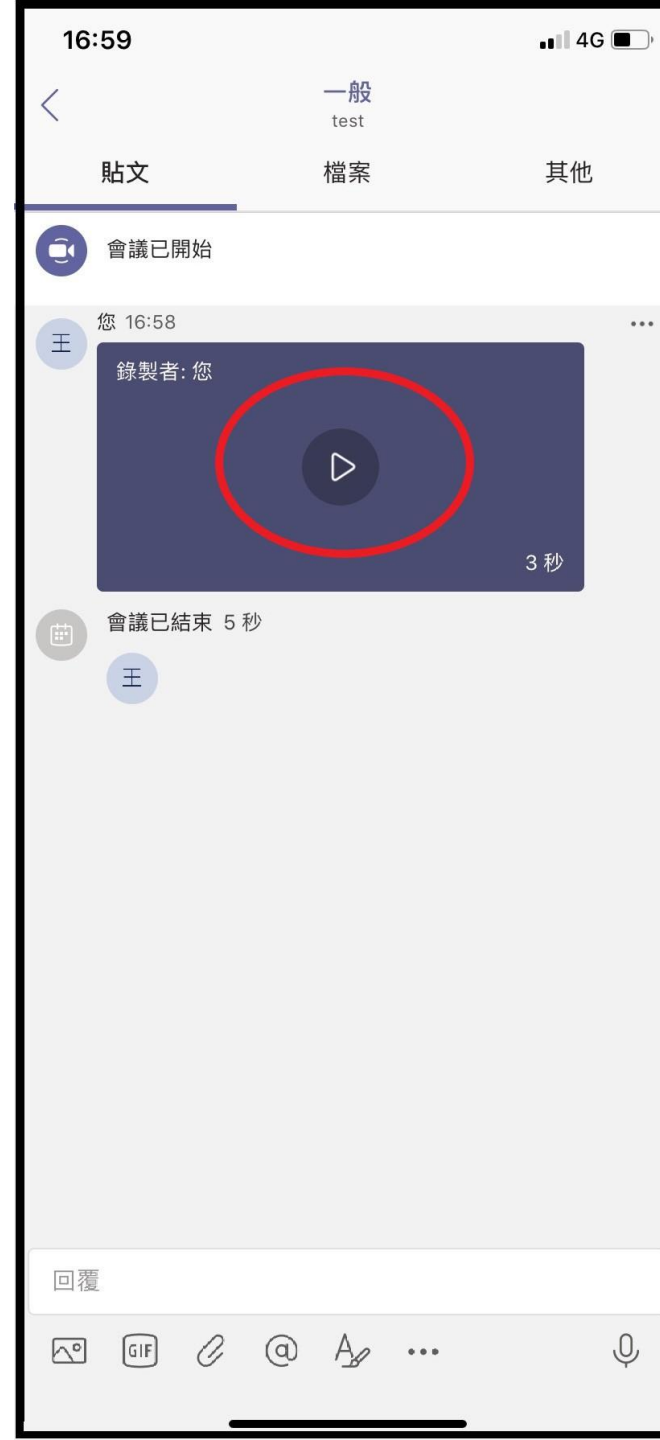 16:59
4G
一般
test
貼文 檔案 其他
會議已開始
您 16:58
王
錄製者: 您
3 秒
會議已結束 5 秒
王
回覆
GIF